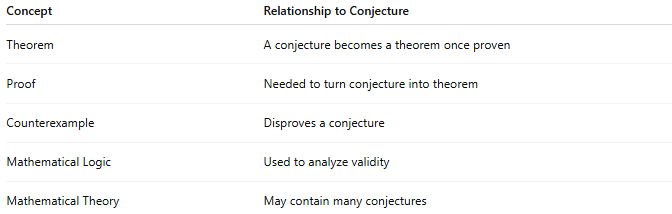 Concept Relationship to Conjecture
Theorem A conjecture becomes a theorem once proven
Proof Needed to turn conjecture into theorem
Counterexample Disproves a conjecture
Mathematical Logic Used to analyze validity
Mathematical Theory May contain many conjectures